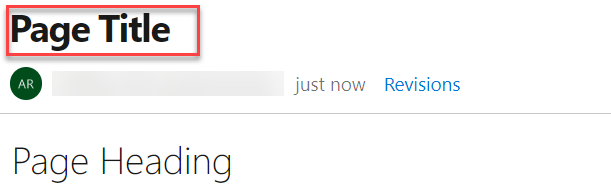 Page Title
AR just now Revisions
Page Heading